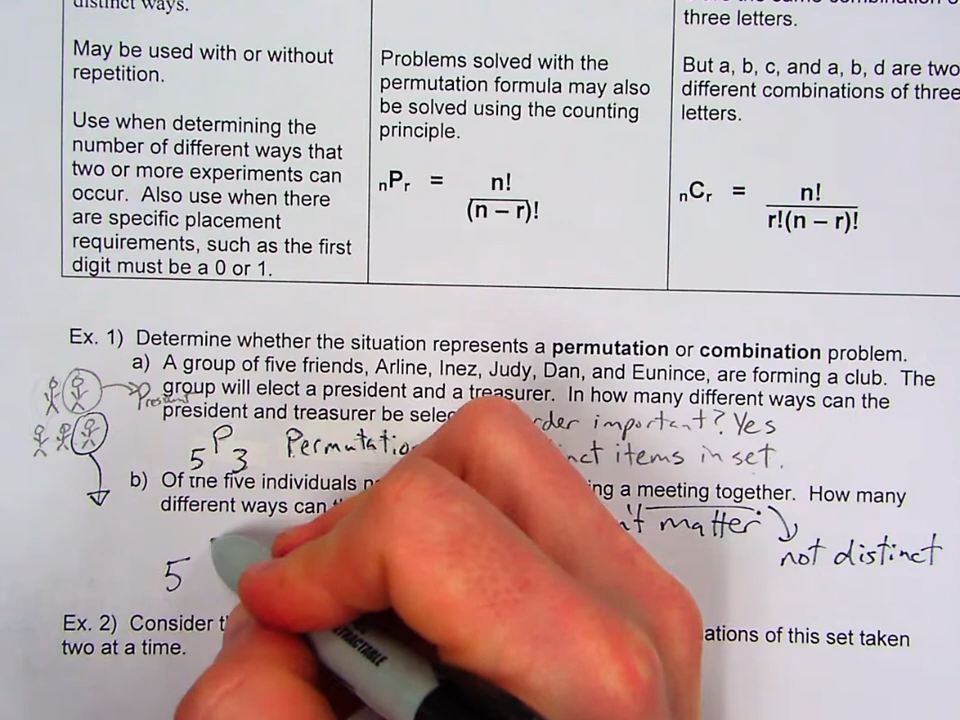 distinct ways.
May be used with or without
repetition.
Use when determining the
number of different ways that
two or more experiments can
occur. Also use when there
are specific placement
requirements, such as the first
digit must be a 0 or 1.
Problems solved with the
permutation formula may also
be solved using the counting
principle.
nPr = n!
(n – r)!
three letters.
But a, b, c, and a, b, d are two
different combinations of three
letters.
nCr = n!
r!(n – r)!
Ex. 1) Determine whether the situation represents a permutation or combination problem.
a) A group of five friends, Arline, Inez, Judy, Dan, and Eunince, are forming a club. The
group will elect a president and a treasurer. In how many different ways can the
president and treasurer be
important? Yes
5P3
items in set.
b) Of the five individuals
a meeting together. How many
different ways can
matter
not distinct
5
Ex. 2) Consider
of this set taken
two at a time.
RETRACTABLE